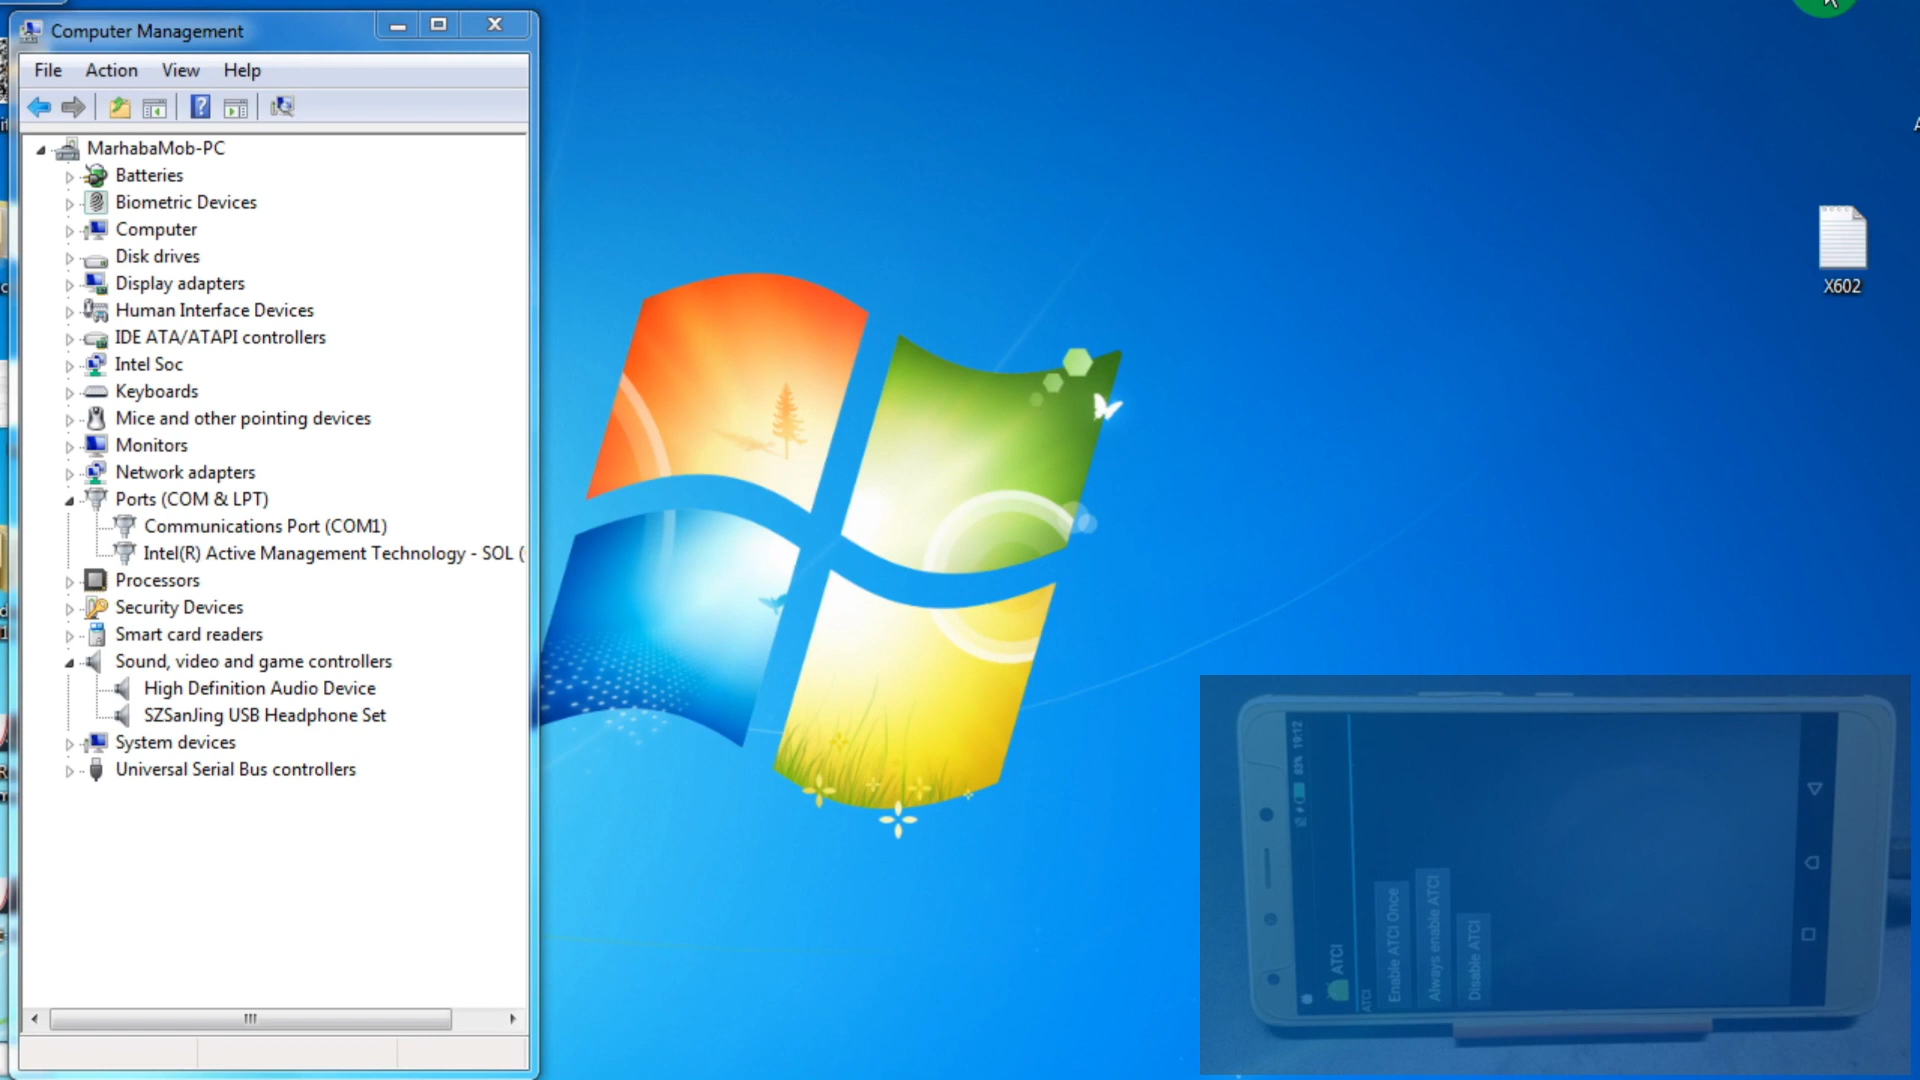 Computer Management
File Action View Help
MarhabaMob-PC
Batteries
Biometric Devices
Computer
Disk drives
Display adapters
Human Interface Devices
IDE ATA/ATAPI controllers
Intel Soc
Keyboards
Mice and other pointing devices
Monitors
Network adapters
Ports (COM & LPT)
Communications Port (COM1)
Intel(R) Active Management Technology - SOL (
Processors
Security Devices
Smart card readers
Sound, video and game controllers
High Definition Audio Device
SZSanJing USB Headphone Set
System devices
Universal Serial Bus controllers
X602
83% 19:12
ATCI
ATCI
Enable ATCI Once
Always enable ATCI
Disable ATCI